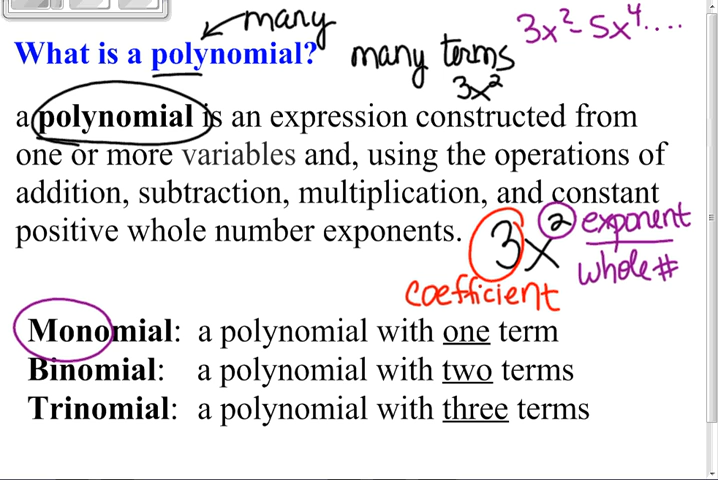 many
3x² - 5x⁴....
What is a polynomial?
many terms
3x²
a polynomial is an expression constructed from
one or more variables and, using the operations of
addition, subtraction, multiplication, and constant
positive whole number exponents.
3x²
exponent
whole #
coefficient
Monomial: a polynomial with one term
Binomial: a polynomial with two terms
Trinomial: a polynomial with three terms